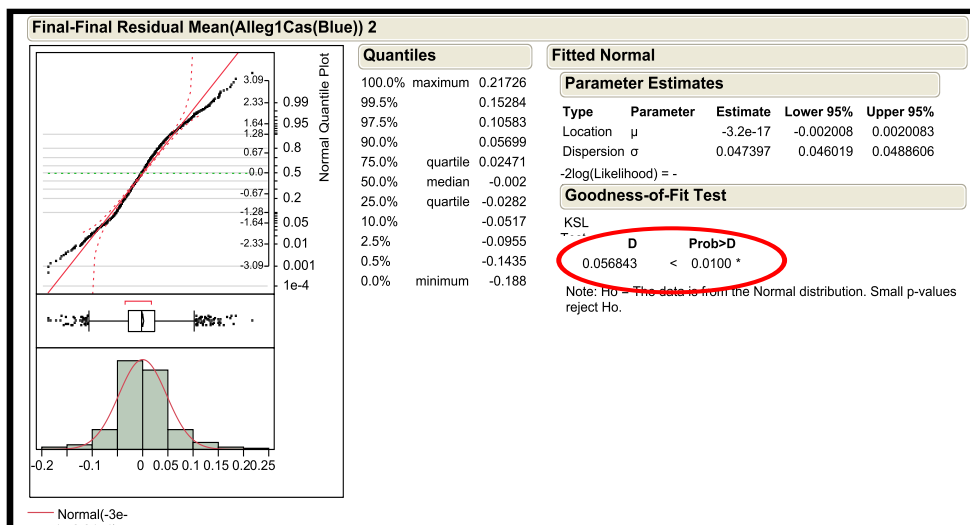 Final-Final Residual Mean(Alleg1Cas(Blue)) 2
3.09
2.33
1.64
1.28
0.67
-0.0
-0.67
-1.28
-1.64
-2.33
-3.09
0.99
0.95
0.8
0.5
0.2
0.05
0.01
0.001
1e-4
Normal Quantile Plot
-0.2 -0.1 0 0.05 0.1 0.15 0.20.25
Normal(-3e-
Quantiles
100.0% maximum 0.21726
99.5% 0.15284
97.5% 0.10583
90.0% 0.05699
75.0% quartile 0.02471
50.0% median -0.002
25.0% quartile -0.0282
10.0% -0.0517
2.5% -0.0955
0.5% -0.1435
0.0% minimum -0.188
Fitted Normal
Parameter Estimates
Type Parameter Estimate Lower 95% Upper 95%
Location μ -3.2e-17 -0.002008 0.0020083
Dispersion σ 0.047397 0.046019 0.0488606
-2log(Likelihood) = -
Goodness-of-Fit Test
KSL
D Prob>D
0.056843 < 0.0100 *
Note: Ho = The data is from the Normal distribution. Small p-values
reject Ho.